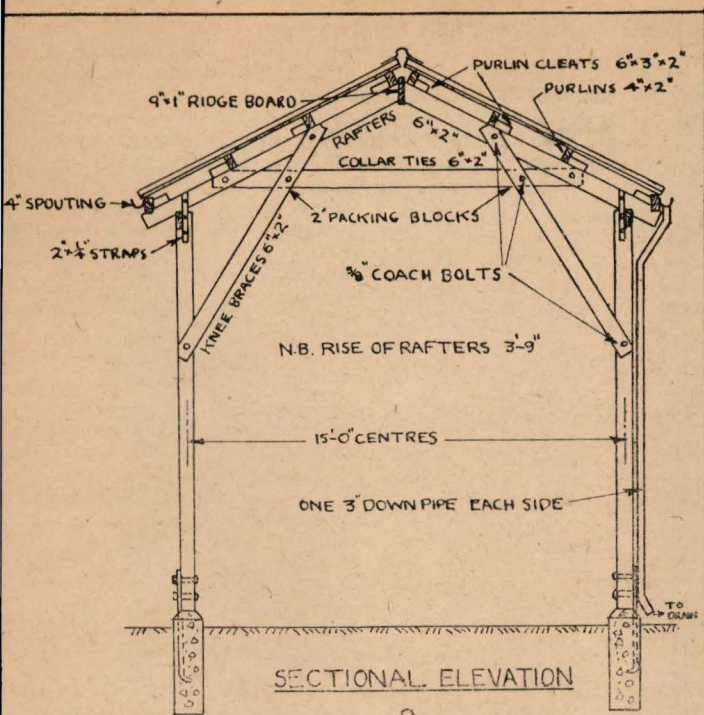 PURLIN CLEATS 6"×3"×2"
9"×1" RIDGE BOARD
PURLINS 4"×2"
RAFTERS 6"×2"
COLLAR TIES 6"×2"
4" SPOUTING
2" PACKING BLOCKS
2"×¼" STRAPS
KNEE BRACES 6"×2"
COACH BOLTS
N.B. RISE OF RAFTERS 3'-9"
15'-0" CENTRES
ONE 3" DOWN PIPE EACH SIDE
TO
DRAIN
SECTIONAL ELEVATION